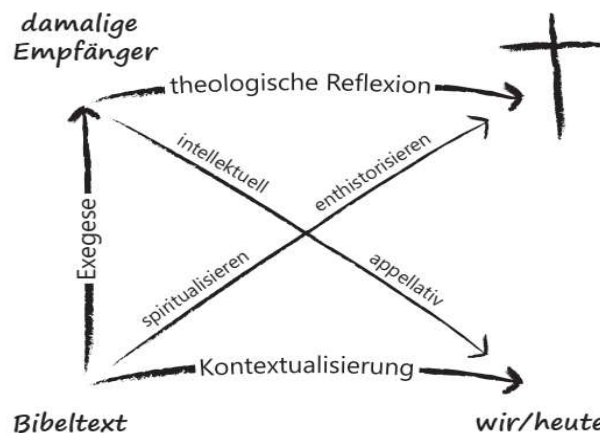 damalige
Empfänger
theologische Reflexion
intellektuell
enthistorisieren
Exegese
spiritualisieren
appellativ
Kontextualisierung
Bibeltext
wir/heute